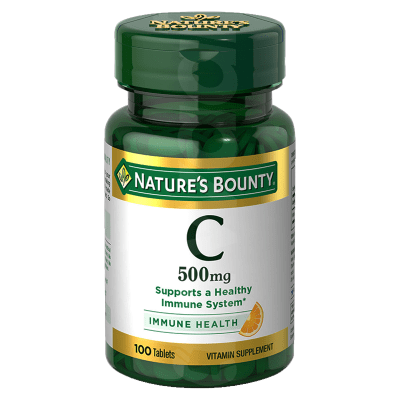 NATURE'S
BOUNTY
NATURE'S BOUNTY®
C
500mg
Supports a Healthy
Immune System*
IMMUNE HEALTH
100 Tablets
VITAMIN SUPPLEMENT